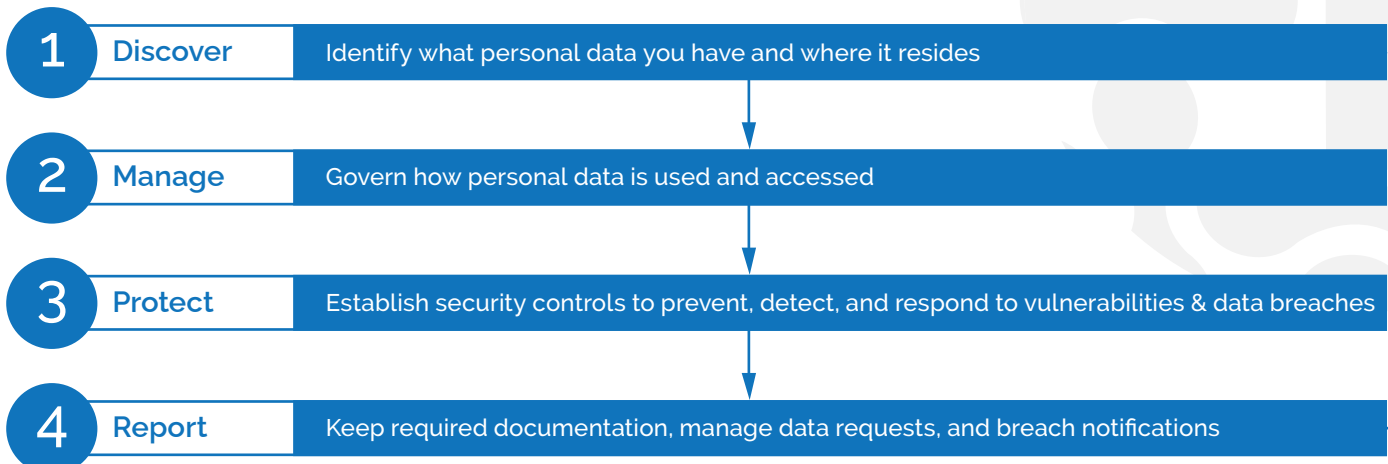 1 Discover Identify what personal data you have and where it resides
2 Manage Govern how personal data is used and accessed
3 Protect Establish security controls to prevent, detect, and respond to vulnerabilities & data breaches
4 Report Keep required documentation, manage data requests, and breach notifications